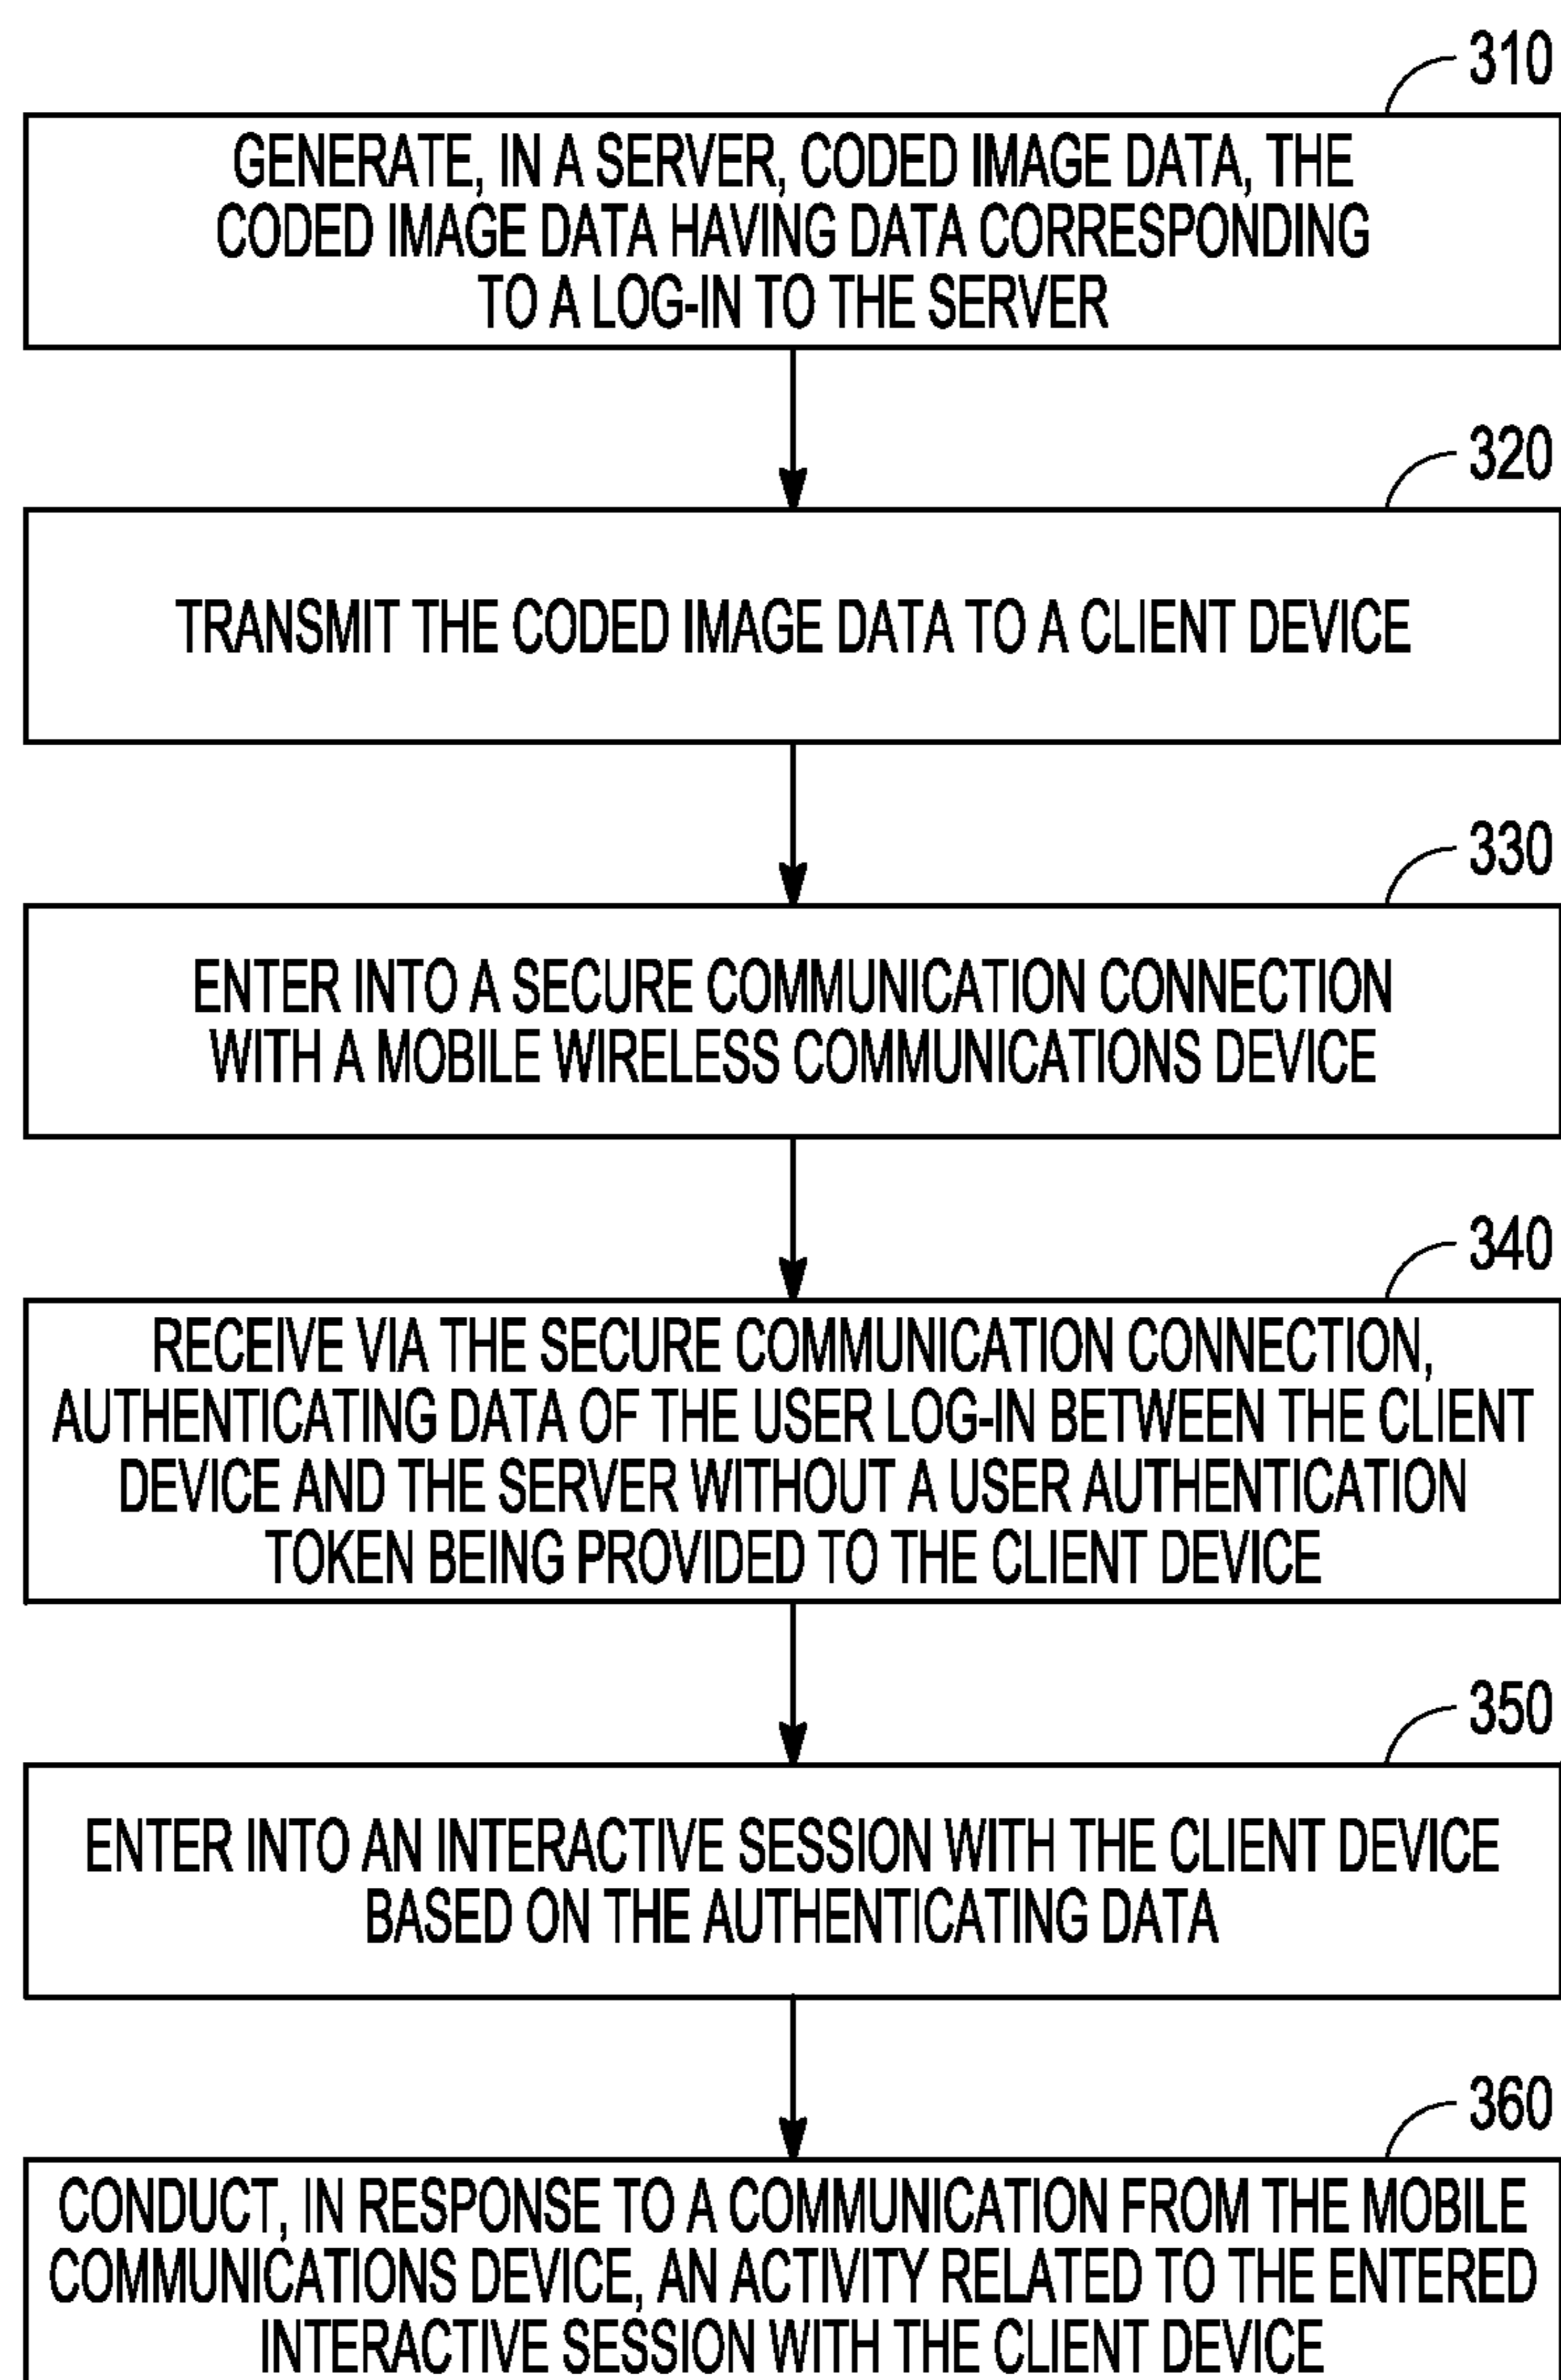 310
GENERATE, IN A SERVER, CODED IMAGE DATA, THE
CODED IMAGE DATA HAVING DATA CORRESPONDING
TO A LOG-IN TO THE SERVER
320
TRANSMIT THE CODED IMAGE DATA TO A CLIENT DEVICE
330
ENTER INTO A SECURE COMMUNICATION CONNECTION
WITH A MOBILE WIRELESS COMMUNICATIONS DEVICE
340
RECEIVE VIA THE SECURE COMMUNICATION CONNECTION,
AUTHENTICATING DATA OF THE USER LOG-IN BETWEEN THE CLIENT
DEVICE AND THE SERVER WITHOUT A USER AUTHENTICATION
TOKEN BEING PROVIDED TO THE CLIENT DEVICE
350
ENTER INTO AN INTERACTIVE SESSION WITH THE CLIENT DEVICE
BASED ON THE AUTHENTICATING DATA
360
CONDUCT, IN RESPONSE TO A COMMUNICATION FROM THE MOBILE
COMMUNICATIONS DEVICE, AN ACTIVITY RELATED TO THE ENTERED
INTERACTIVE SESSION WITH THE CLIENT DEVICE